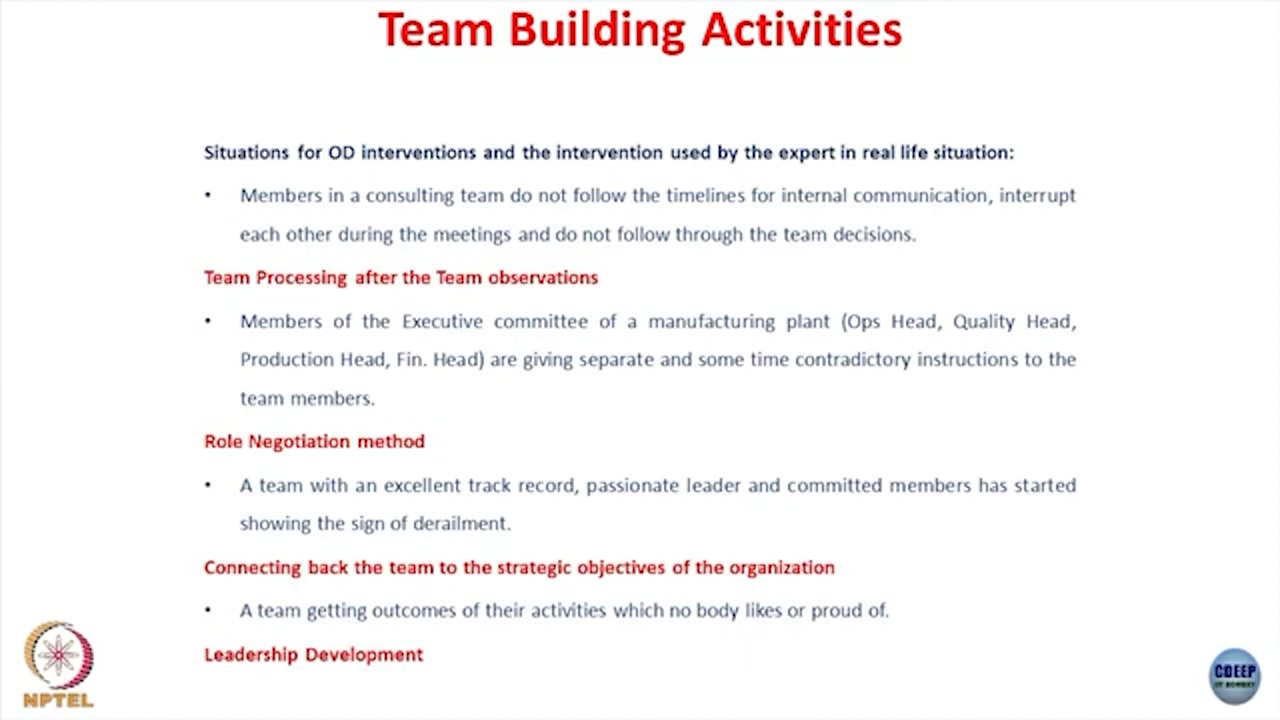 Team Building Activities
Situations for OD interventions and the intervention used by the expert in real life situation:
• Members in a consulting team do not follow the timelines for internal communication, interrupt
each other during the meetings and do not follow through the team decisions.
Team Processing after the Team observations
• Members of the Executive committee of a manufacturing plant (Ops Head, Quality Head,
Production Head, Fin. Head) are giving separate and some time contradictory instructions to the
team members.
Role Negotiation method
• A team with an excellent track record, passionate leader and committed members has started
showing the sign of derailment.
Connecting back the team to the strategic objectives of the organization
• A team getting outcomes of their activities which no body likes or proud of.
Leadership Development
NPTEL
CDEEP
IIT BOMBAY